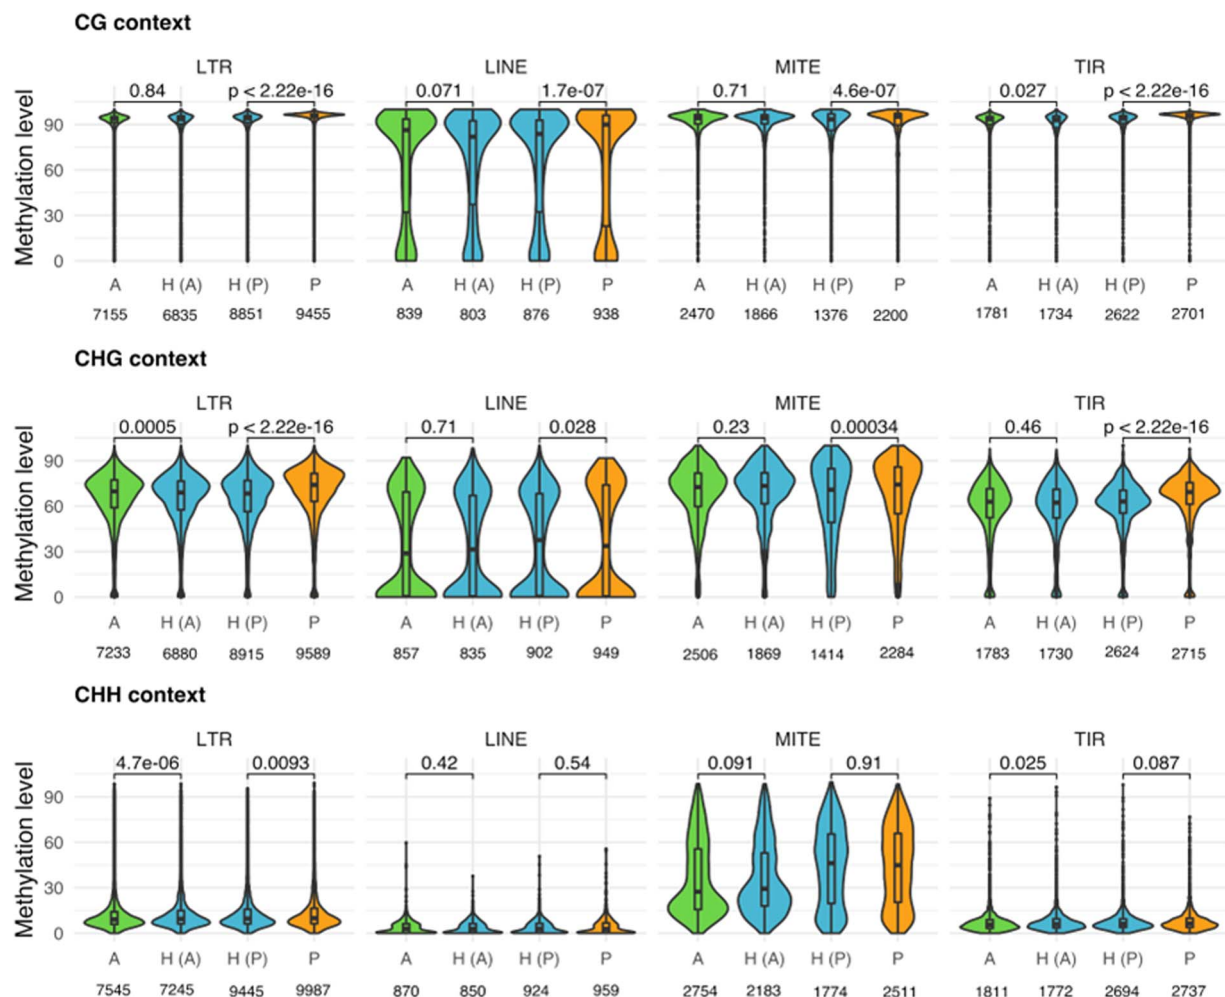 CG context
LTR LINE MITE TIR
0.84 p < 2.22e-16 0.071 1.7e-07 0.71 4.6e-07 0.027 p < 2.22e-16
Methylation level
90
60
30
0
A H (A) H (P) P A H (A) H (P) P A H (A) H (P) P A H (A) H (P) P
7155 6835 8851 9455 839 803 876 938 2470 1866 1376 2200 1781 1734 2622 2701
CHG context
LTR LINE MITE TIR
0.0005 p < 2.22e-16 0.71 0.028 0.23 0.00034 0.46 p < 2.22e-16
Methylation level
90
60
30
0
A H (A) H (P) P A H (A) H (P) P A H (A) H (P) P A H (A) H (P) P
7233 6880 8915 9589 857 835 902 949 2506 1869 1414 2284 1783 1730 2624 2715
CHH context
LTR LINE MITE TIR
4.7e-06 0.0093 0.42 0.54 0.091 0.91 0.025 0.087
Methylation level
90
60
30
0
A H (A) H (P) P A H (A) H (P) P A H (A) H (P) P A H (A) H (P) P
7545 7245 9445 9987 870 850 924 959 2754 2183 1774 2511 1811 1772 2694 2737